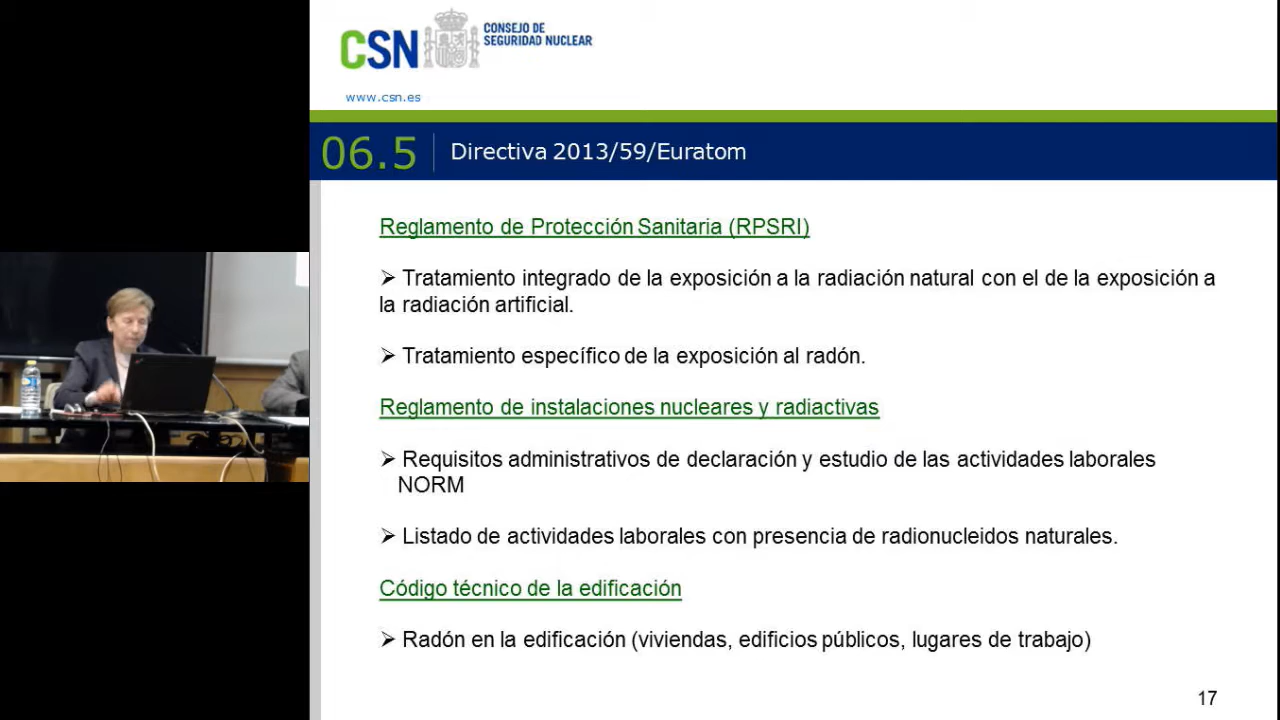 CSN
CONSEJO DE
SEGURIDAD NUCLEAR
www.csn.es
06.5
Directiva 2013/59/Euratom
Reglamento de Protección Sanitaria (RPSRI)
➢ Tratamiento integrado de la exposición a la radiación natural con el de la exposición a
la radiación artificial.
➢ Tratamiento específico de la exposición al radón.
Reglamento de instalaciones nucleares y radiactivas
➢ Requisitos administrativos de declaración y estudio de las actividades laborales
NORM
➢ Listado de actividades laborales con presencia de radionucleidos naturales.
Código técnico de la edificación
➢ Radón en la edificación (viviendas, edificios públicos, lugares de trabajo)
17